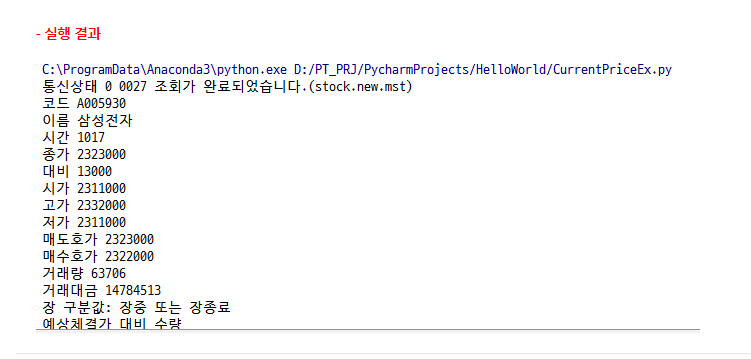 - 실행 결과
C:\ProgramData\Anaconda3\python.exe D:/PT_PRJ/PycharmProjects/HelloWorld/CurrentPriceEx.py
통신상태 0 0027 조회가 완료되었습니다.(stock.new.mst)
코드 A005930
이름 삼성전자
시간 1017
종가 2323000
대비 13000
시가 2311000
고가 2332000
저가 2311000
매도호가 2323000
매수호가 2322000
거래량 63706
거래대금 14784513
장 구분값: 장중 또는 장종료
예상체결가 대비 수량